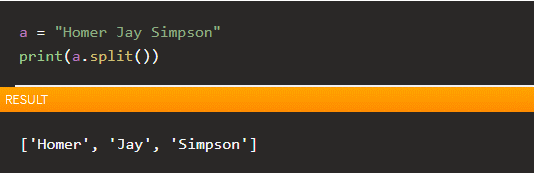 a = "Homer Jay Simpson"
print(a.split())
RESULT
['Homer', 'Jay', 'Simpson']